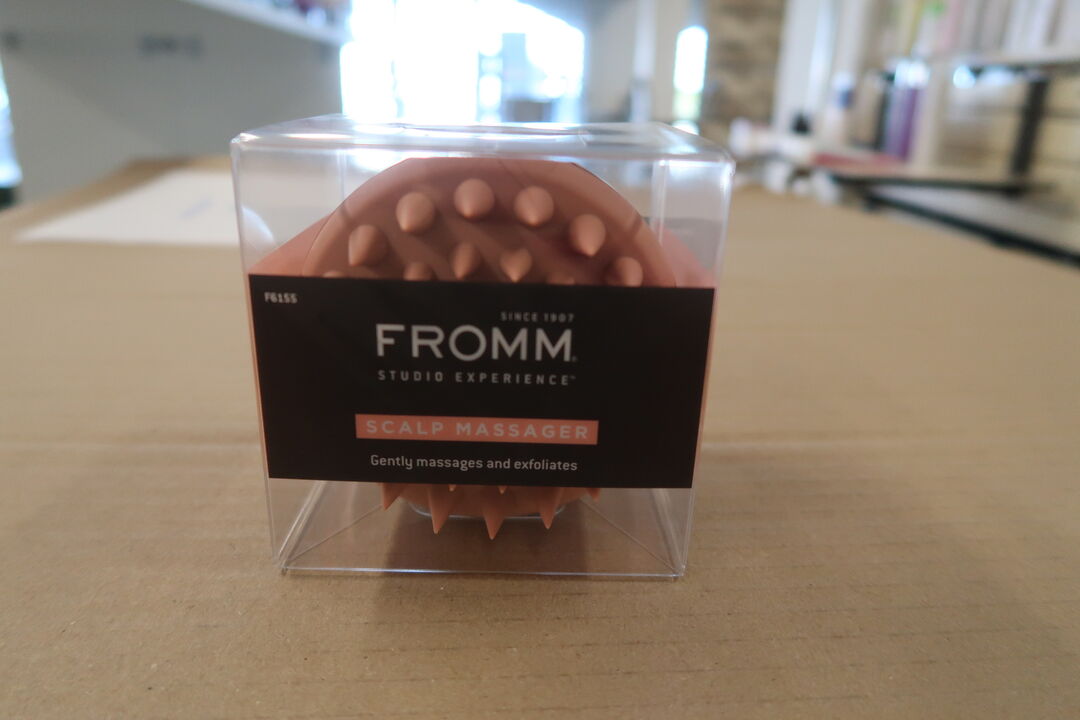 F6155
SINCE 1907
FROMM®
STUDIO EXPERIENCE™
SCALP MASSAGER
Gently massages and exfoliates